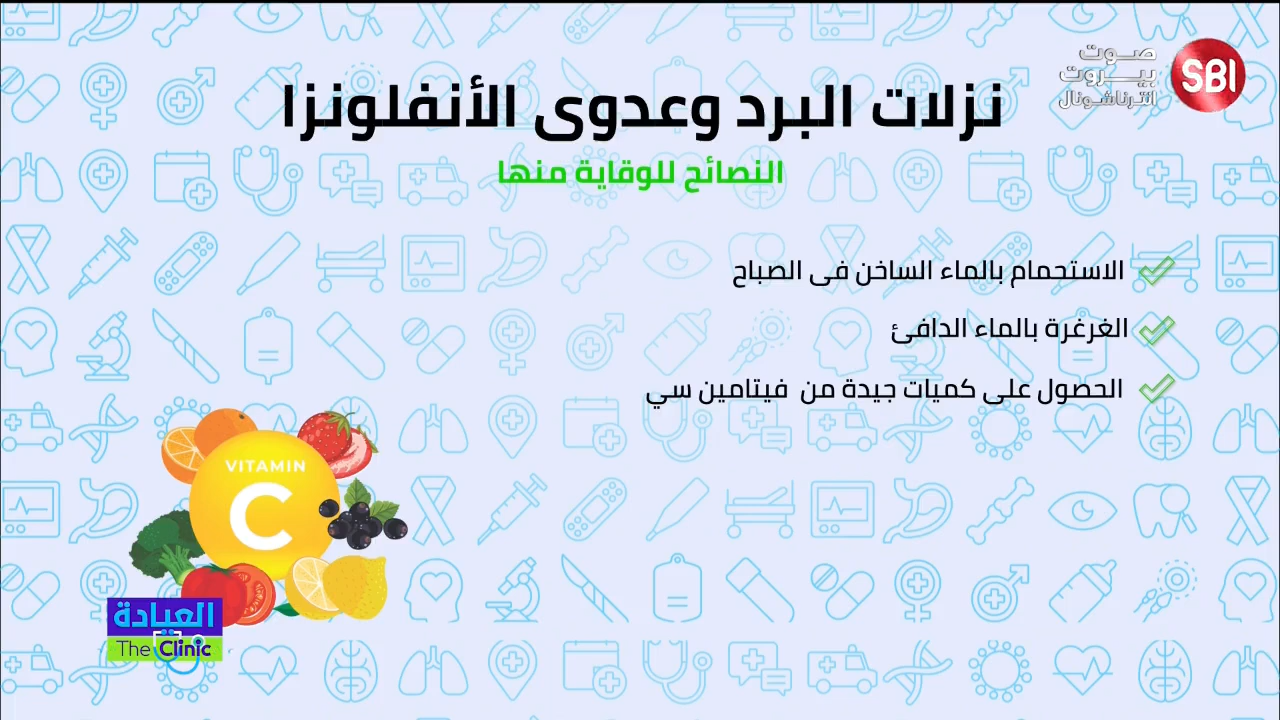 صوت
بيروت
انترناشونال
SBI
نزلات البرد وعدوى الأنفلونزا
النصائح للوقاية منها
الاستحمام بالماء الساخن فى الصباح
الغرغرة بالماء الدافئ
الحصول على كميات جيدة من فيتامين سي
VITAMIN
C
العيادة
The Clinic